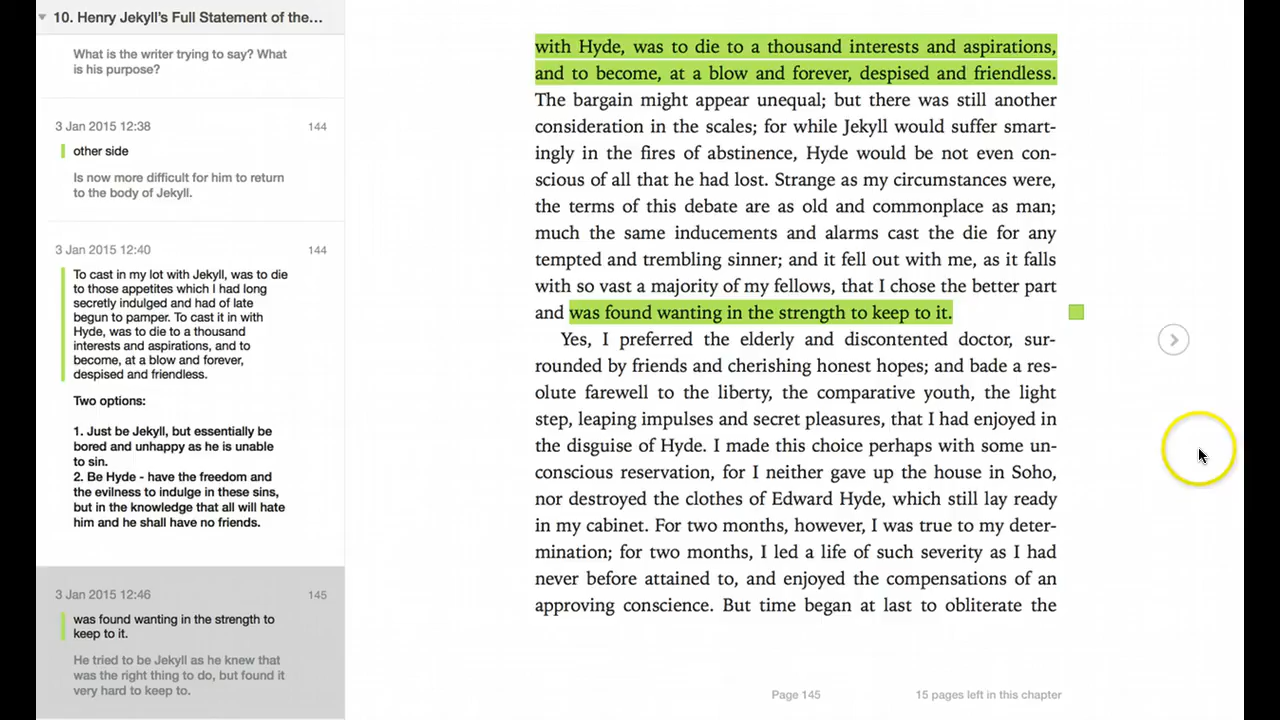 10. Henry Jekyll's Full Statement of the...
What is the writer trying to say? What
is his purpose?
3 Jan 2015 12:38 144
other side
Is now more difficult for him to return
to the body of Jekyll.
3 Jan 2015 12:40 144
To cast in my lot with Jekyll, was to die
to those appetites which I had long
secretly indulged and had of late
begun to pamper. To cast it in with
Hyde, was to die to a thousand
interests and aspirations, and to
become, at a blow and forever,
despised and friendless.
Two options:
1. Just be Jekyll, but essentially be
bored and unhappy as he is unable
to sin.
2. Be Hyde - have the freedom and
the evilness to indulge in these sins,
but in the knowledge that all will hate
him and he shall have no friends.
3 Jan 2015 12:46 145
was found wanting in the strength to
keep to it.
He tried to be Jekyll as he knew that
was the right thing to do, but found it
very hard to keep to.
with Hyde, was to die to a thousand interests and aspirations,
and to become, at a blow and forever, despised and friendless.
The bargain might appear unequal; but there was still another
consideration in the scales; for while Jekyll would suffer smart-
ingly in the fires of abstinence, Hyde would be not even con-
scious of all that he had lost. Strange as my circumstances were,
the terms of this debate are as old and commonplace as man;
much the same inducements and alarms cast the die for any
tempted and trembling sinner; and it fell out with me, as it falls
with so vast a majority of my fellows, that I chose the better part
and was found wanting in the strength to keep to it.
Yes, I preferred the elderly and discontented doctor, sur-
rounded by friends and cherishing honest hopes; and bade a res-
olute farewell to the liberty, the comparative youth, the light
step, leaping impulses and secret pleasures, that I had enjoyed in
the disguise of Hyde. I made this choice perhaps with some un-
conscious reservation, for I neither gave up the house in Soho,
nor destroyed the clothes of Edward Hyde, which still lay ready
in my cabinet. For two months, however, I was true to my deter-
mination; for two months, I led a life of such severity as I had
never before attained to, and enjoyed the compensations of an
approving conscience. But time began at last to obliterate the
Page 145 15 pages left in this chapter